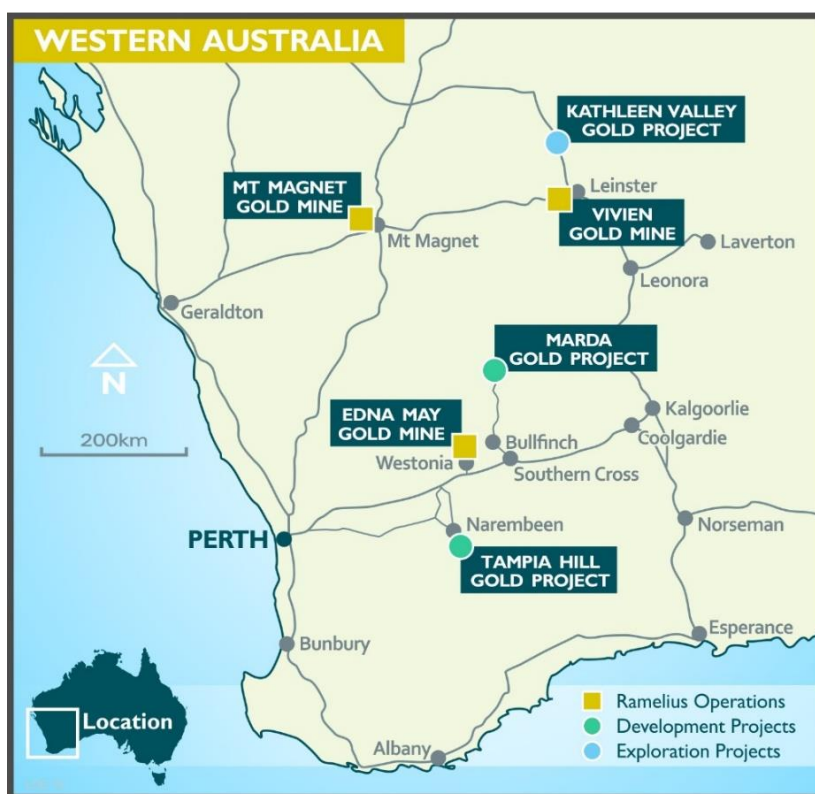 WESTERN AUSTRALIA
KATHLEEN VALLEY
GOLD PROJECT
MT MAGNET
GOLD MINE
Leinster
VIVIEN
GOLD MINE
Mt Magnet
Laverton
Leonora
Geraldton
MARDA
GOLD PROJECT
N
EDNA MAY
GOLD MINE
Kalgoorlie
200km
Bullfinch
Coolgardie
Westonia
Southern Cross
Narembeen
Norseman
PERTH
TAMPIA HILL
GOLD PROJECT
Esperance
Bunbury
Ramelius Operations
Location
Development Projects
Albany
Exploration Projects